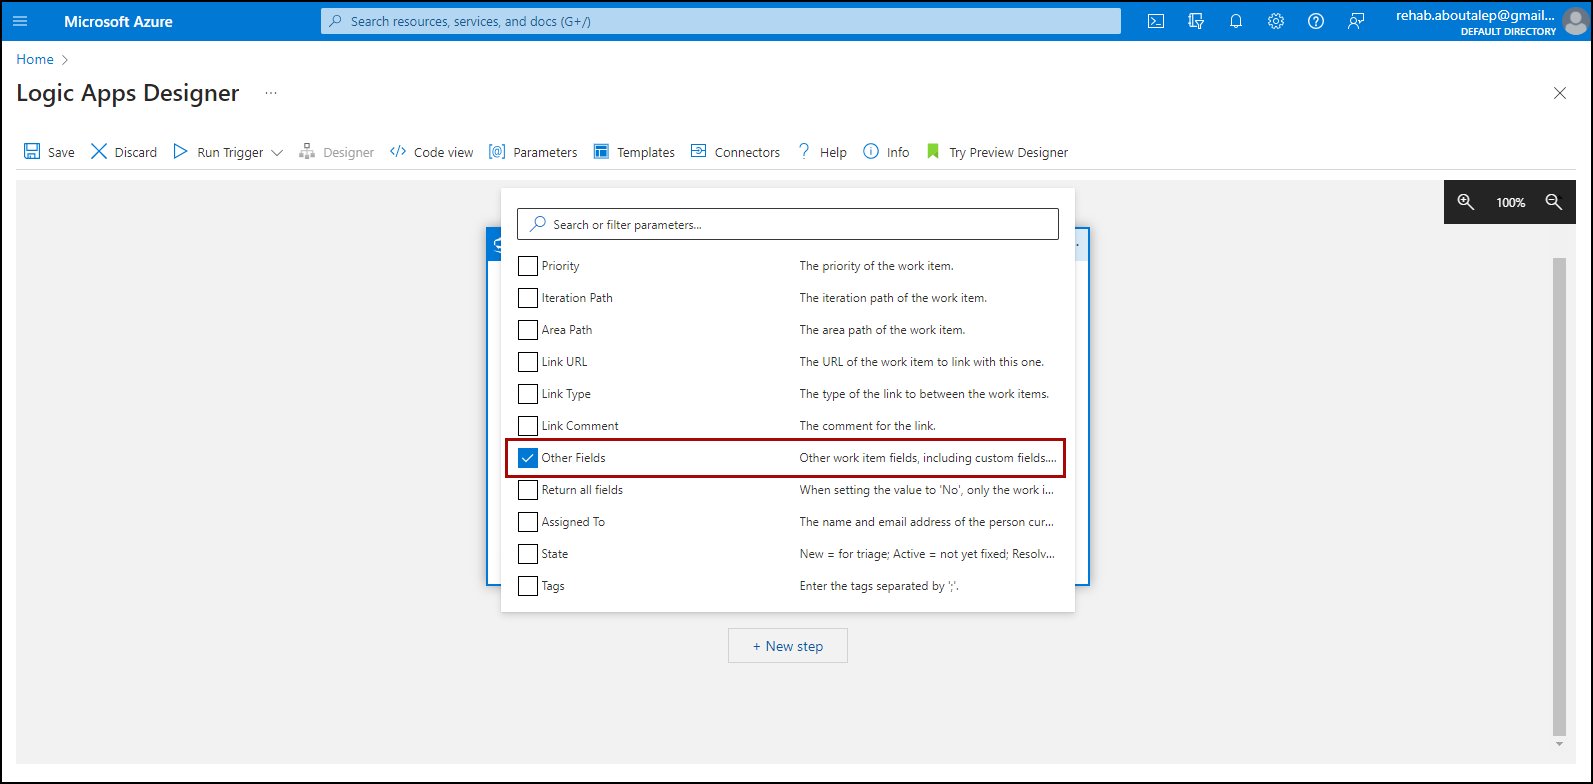 Microsoft Azure
Search resources, services, and docs (G+/)
rehab.aboutalep@gmail...
DEFAULT DIRECTORY
Home
Logic Apps Designer
...
Save
Discard
Run Trigger
Designer
Code view
Parameters
Templates
Connectors
Help
Info
Try Preview Designer
100%
Search or filter parameters...
Priority The priority of the work item.
Iteration Path The iteration path of the work item.
Area Path The area path of the work item.
Link URL The URL of the work item to link with this one.
Link Type The type of the link to between the work items.
Link Comment The comment for the link.
Other Fields Other work item fields, including custom fields....
Return all fields When setting the value to 'No', only the work i...
Assigned To The name and email address of the person cur...
State New = for triage; Active = not yet fixed; Resolv...
Tags Enter the tags separated by ';'.
+ New step